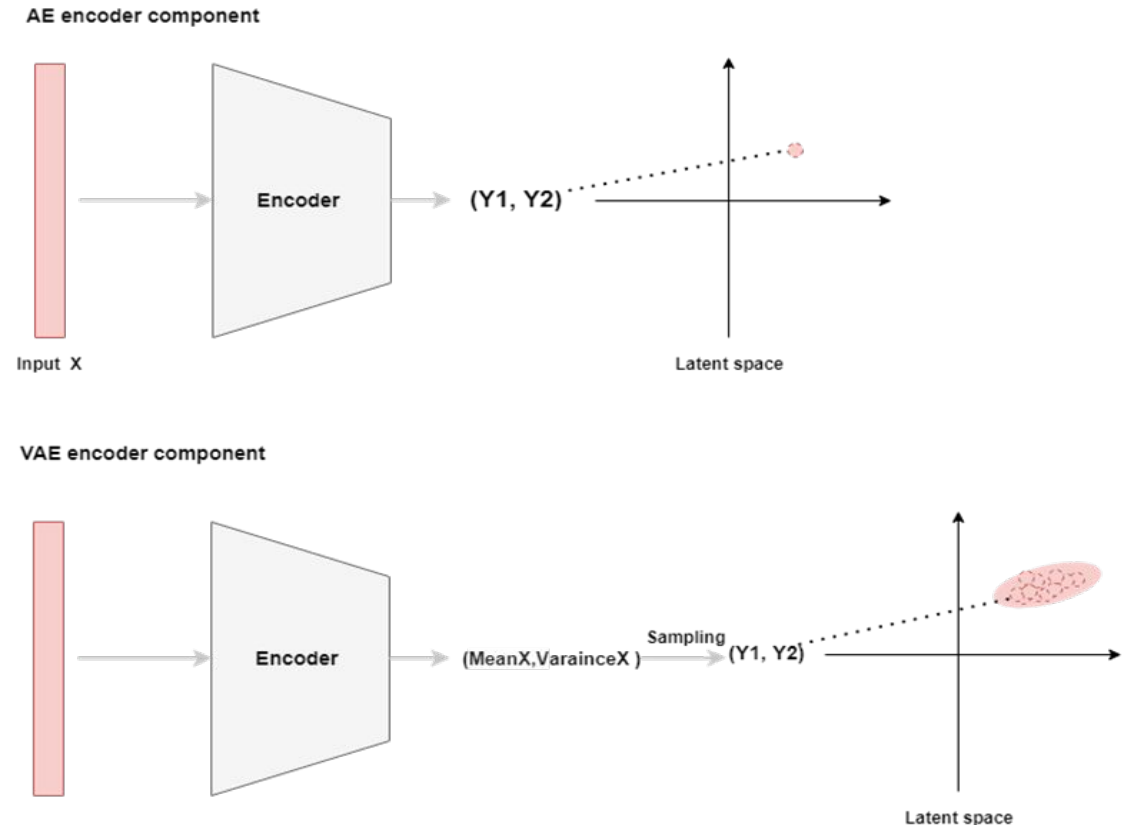 AE encoder component
Encoder
(Y1, Y2)
Input X
Latent space
VAE encoder component
Encoder
(MeanX,VarainceX )
Sampling
(Y1, Y2)
Latent space